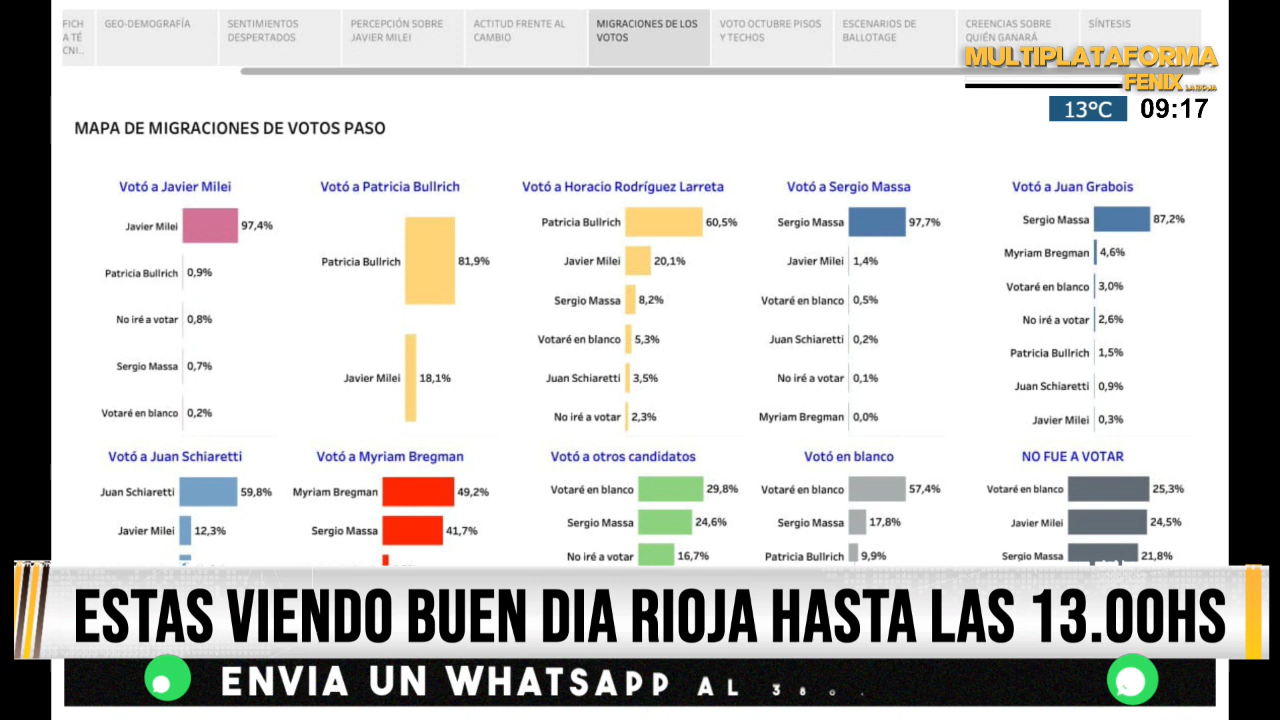 FICH
A TÉ
CNI...
GEO-DEMOGRAFÍA
SENTIMIENTOS
DESPERTADOS
PERCEPCIÓN SOBRE
JAVIER MILEI
ACTITUD FRENTE AL
CAMBIO
MIGRACIONES DE LOS
VOTOS
VOTO OCTUBRE PISOS
Y TECHOS
ESCENARIOS DE
BALLOTAGE
CREENCIAS SOBRE
QUIÉN GANARÁ
SÍNTESIS
MULTIPLATAFORMA
FENIX LA RIOJA
13°C 09:17
MAPA DE MIGRACIONES DE VOTOS PASO
Votó a Javier Milei
Javier Milei 97,4%
Patricia Bullrich 0,9%
No iré a votar 0,8%
Sergio Massa 0,7%
Votaré en blanco 0,2%
Votó a Patricia Bullrich
Patricia Bullrich 81,9%
Javier Milei 18,1%
Votó a Horacio Rodríguez Larreta
Patricia Bullrich 60,5%
Javier Milei 20,1%
Sergio Massa 8,2%
Votaré en blanco 5,3%
Juan Schiaretti 3,5%
No iré a votar 2,3%
Votó a Sergio Massa
Sergio Massa 97,7%
Javier Milei 1,4%
Votaré en blanco 0,5%
Juan Schiaretti 0,2%
No iré a votar 0,1%
Myriam Bregman 0,0%
Votó a Juan Grabois
Sergio Massa 87,2%
Myriam Bregman 4,6%
Votaré en blanco 3,0%
No iré a votar 2,6%
Patricia Bullrich 1,5%
Juan Schiaretti 0,9%
Javier Milei 0,3%
Votó a Juan Schiaretti
Juan Schiaretti 59,8%
Javier Milei 12,3%
Votó a Myriam Bregman
Myriam Bregman 49,2%
Sergio Massa 41,7%
Votó a otros candidatos
Votaré en blanco 29,8%
Sergio Massa 24,6%
No iré a votar 16,7%
Votó en blanco
Votaré en blanco 57,4%
Sergio Massa 17,8%
Patricia Bullrich 9,9%
NO FUE A VOTAR
Votaré en blanco 25,3%
Javier Milei 24,5%
Sergio Massa 21,8%
ESTAS VIENDO BUEN DIA RIOJA HASTA LAS 13.00HS
ENVIA UN WHATSAPP AL 38